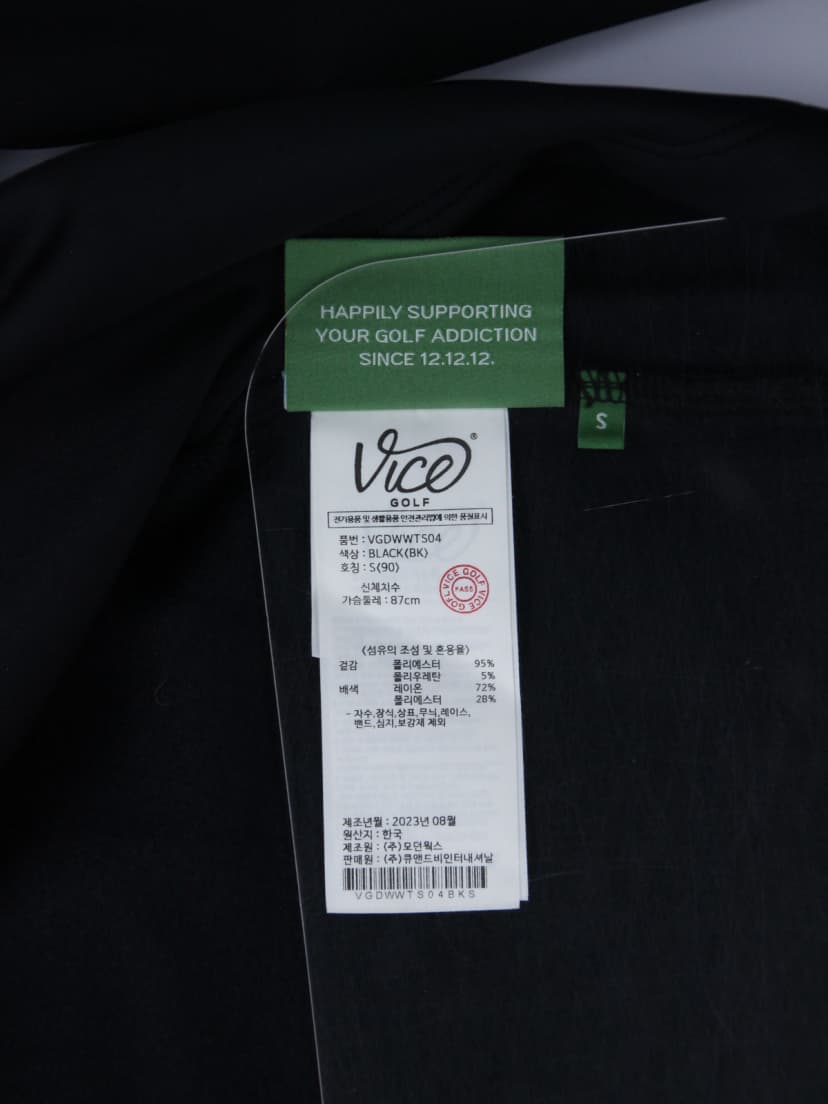 HAPPILY SUPPORTING
YOUR GOLF ADDICTION
SINCE 12.12.12.
S
Vice®
GOLF
전기용품 및 생활용품 안전관리법에 의한 품질표시
품번 : VGDWWTS04
색상 : BLACK(BK)
호칭 : S(90)
신체치수
가슴둘레 : 87cm
VICE GOLF VICE GOLF
PASS
(섬유의 조성 및 혼용율)
겉감 폴리에스터 95%
폴리우레탄 5%
배색 레이온 72%
폴리에스터 28%
- 자수,장식,상표,무늬,레이스,
밴드,심지,보강재 제외
제조년월 : 2023년 08월
원산지 : 한국
제조원 : (주)모던웍스
판매원 : (주)큐앤드비인터내셔날
VGDWWTS04BKS